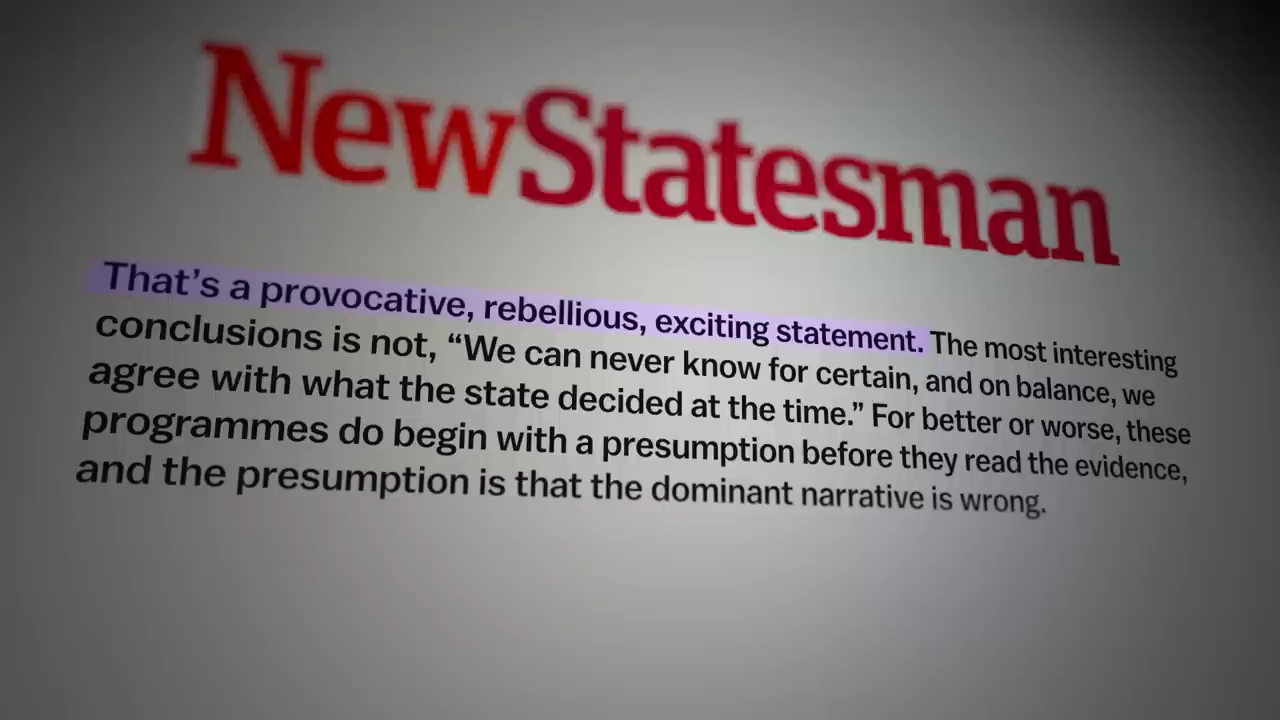 NewStatesman
That’s a provocative, rebellious, exciting statement. The most interesting
conclusions is not, “We can never know for certain, and on balance, we
agree with what the state decided at the time.” For better or worse, these
programmes do begin with a presumption before they read the evidence,
and the presumption is that the dominant narrative is wrong.